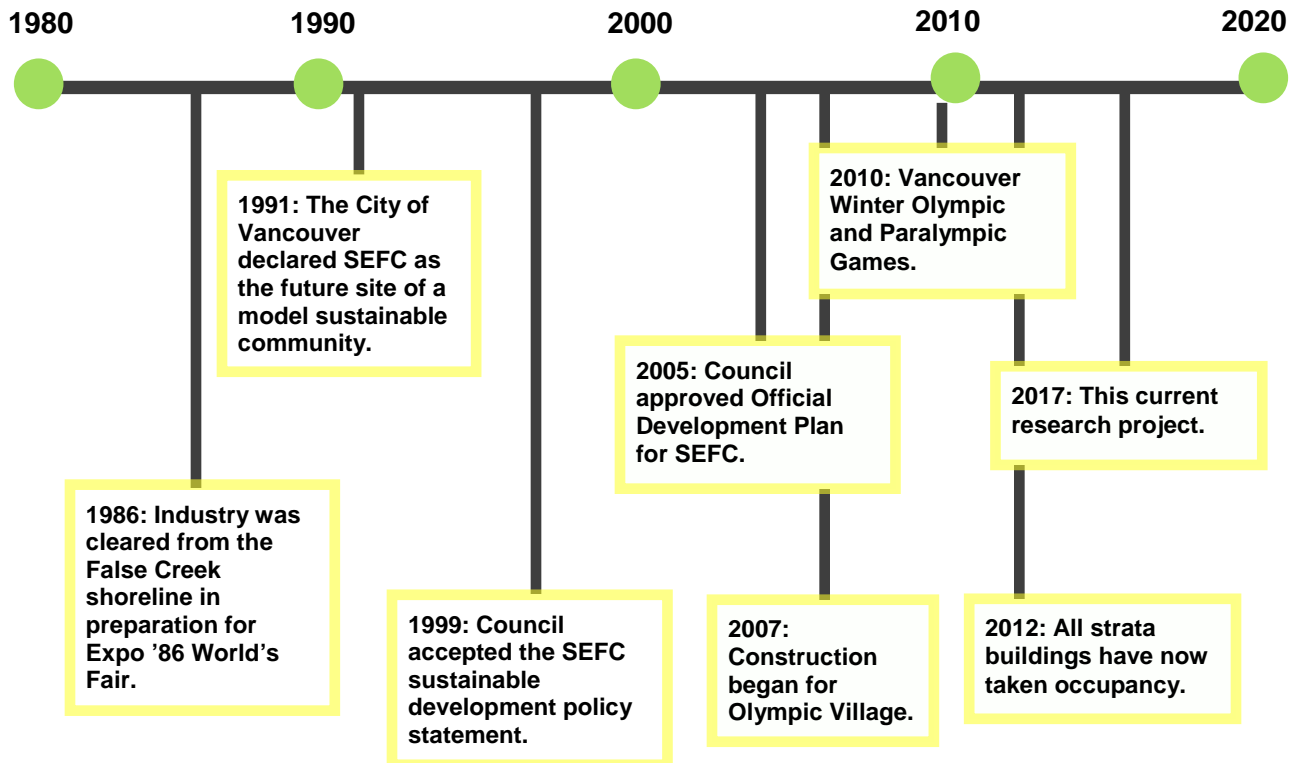 1980
1990
2000
2010
2020
1991: The City of
Vancouver
declared SEFC as
the future site of a
model sustainable
community.
2010: Vancouver
Winter Olympic
and Paralympic
Games.
2005: Council
approved Official
Development Plan
for SEFC.
2017: This current
research project.
1986: Industry was
cleared from the
False Creek
shoreline in
preparation for
Expo ’86 World’s
Fair.
1999: Council
accepted the SEFC
sustainable
development policy
statement.
2007:
Construction
began for
Olympic Village.
2012: All strata
buildings have now
taken occupancy.